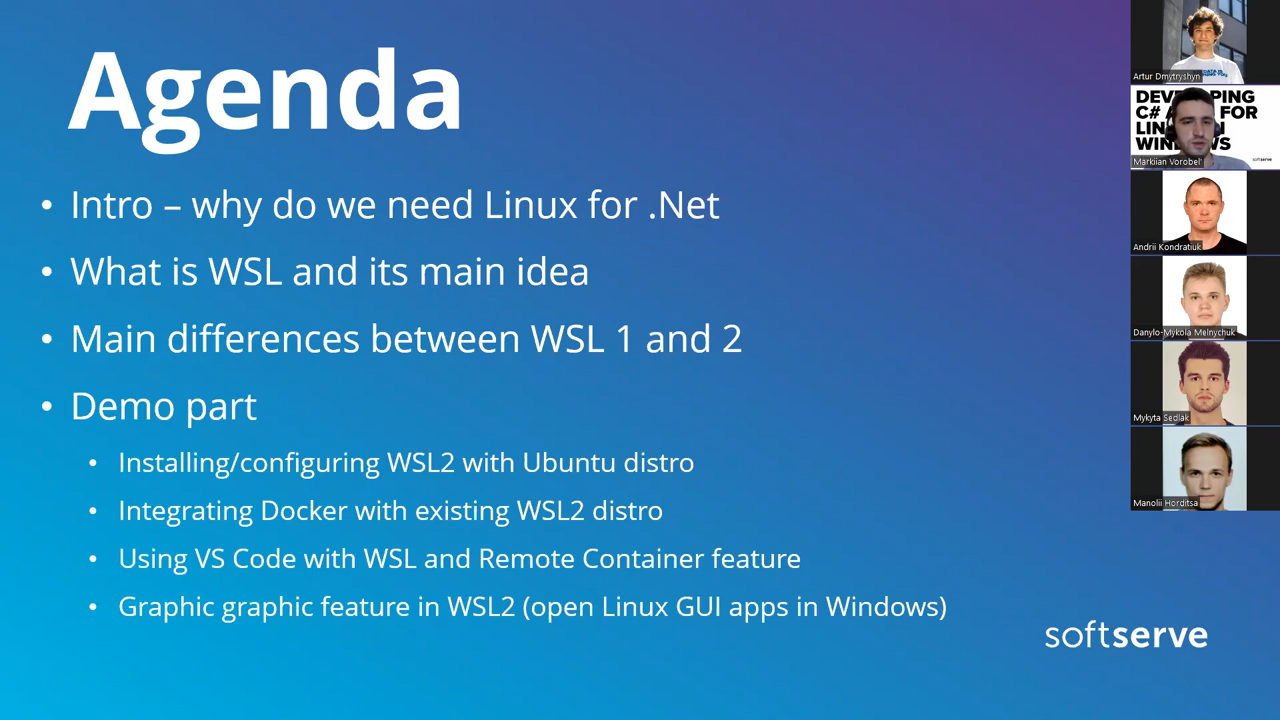 Agenda
• Intro – why do we need Linux for .Net
• What is WSL and its main idea
• Main differences between WSL 1 and 2
• Demo part
• Installing/configuring WSL2 with Ubuntu distro
• Integrating Docker with existing WSL2 distro
• Using VS Code with WSL and Remote Container feature
• Graphic graphic feature in WSL2 (open Linux GUI apps in Windows)
softserve
Artur Dmytryshyn
FOR
softserve
Markiian Vorobel'
Andrii Kondratiuk
Danylo-Mykola Melnychuk
Mykyta Sedlak
Manolii Horditsa